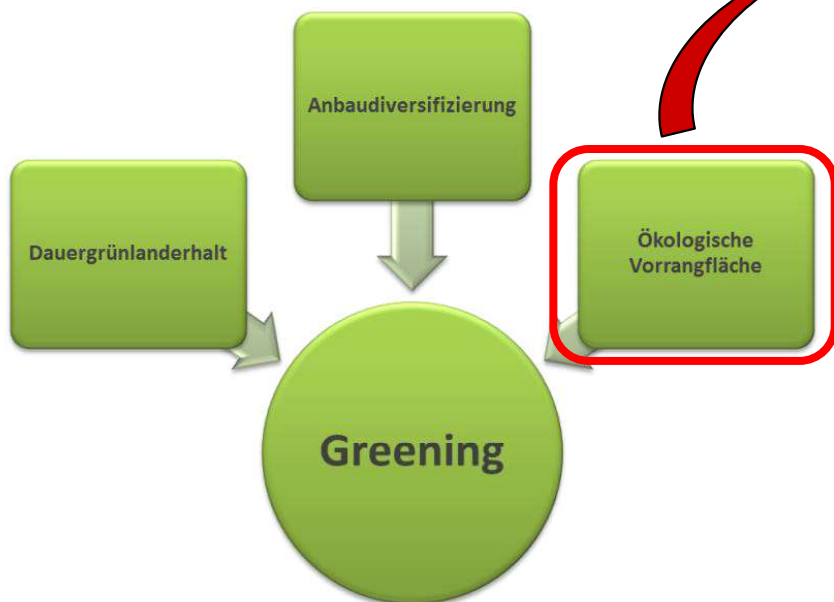 Anbaudiversifizierung
Dauergrünlanderhalt
Ökologische
Vorrangfläche
Greening